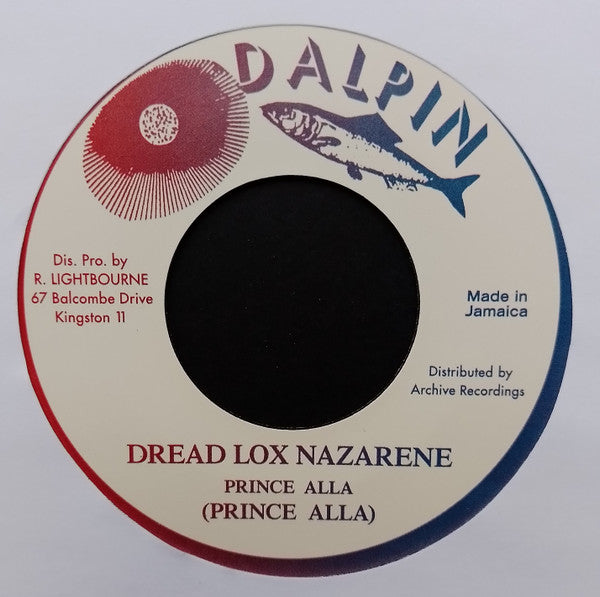 DALPIN
Dis. Pro. by
R. LIGHTBOURNE
67 Balcombe Drive
Kingston 11
Made in
Jamaica
Distributed by
Archive Recordings
DREAD LOX NAZARENE
PRINCE ALLA
(PRINCE ALLA)